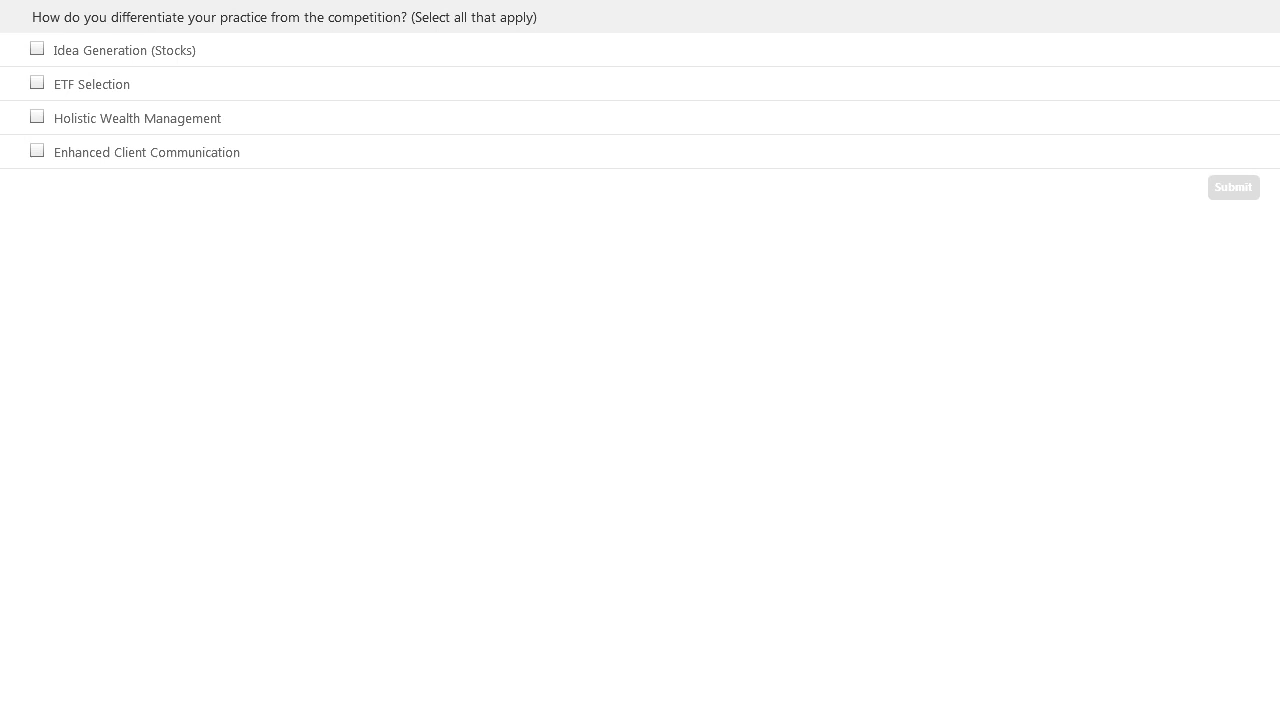 How do you differentiate your practice from the competition? (Select all that apply)
Idea Generation (Stocks)
ETF Selection
Holistic Wealth Management
Enhanced Client Communication
Submit